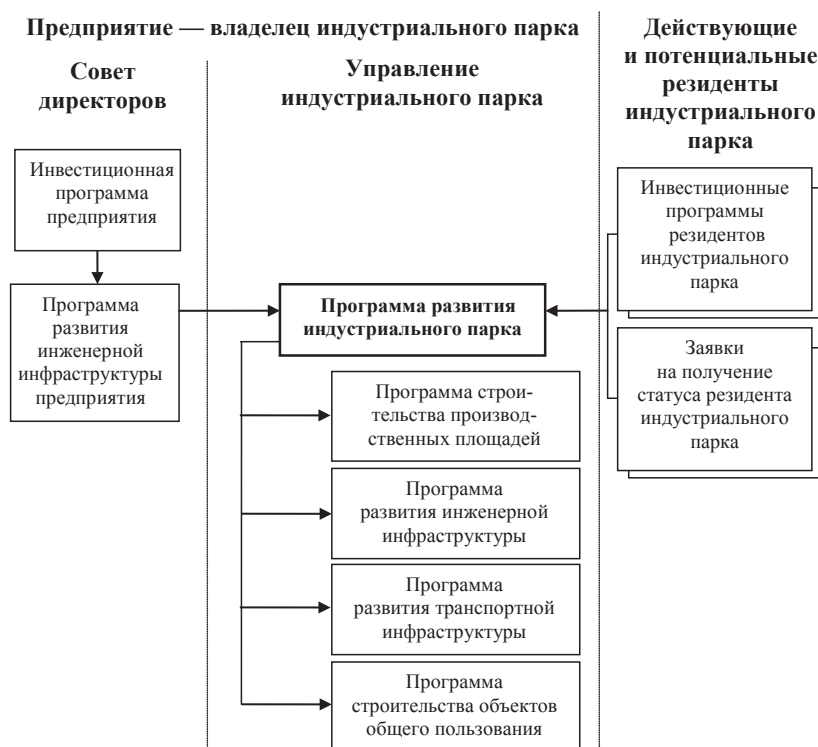 Предприятие — владелец индустриального парка
Совет
директоров
Управление
индустриального парка
Действующие
и потенциальные
резиденты
индустриального
парка
Инвестиционная
программа
предприятия
Программа
развития
инженерной
инфраструктуры
предприятия
Программа развития
индустриального парка
Программа строи-
тельства производ-
ственных площадей
Программа
развития инженерной
инфраструктуры
Программа
развития транспортной
инфраструктуры
Программа
строительства объектов
общего пользования
Инвестиционные
программы
резидентов
индустриального
парка
Заявки
на получение
статуса резидента
индустриального
парка